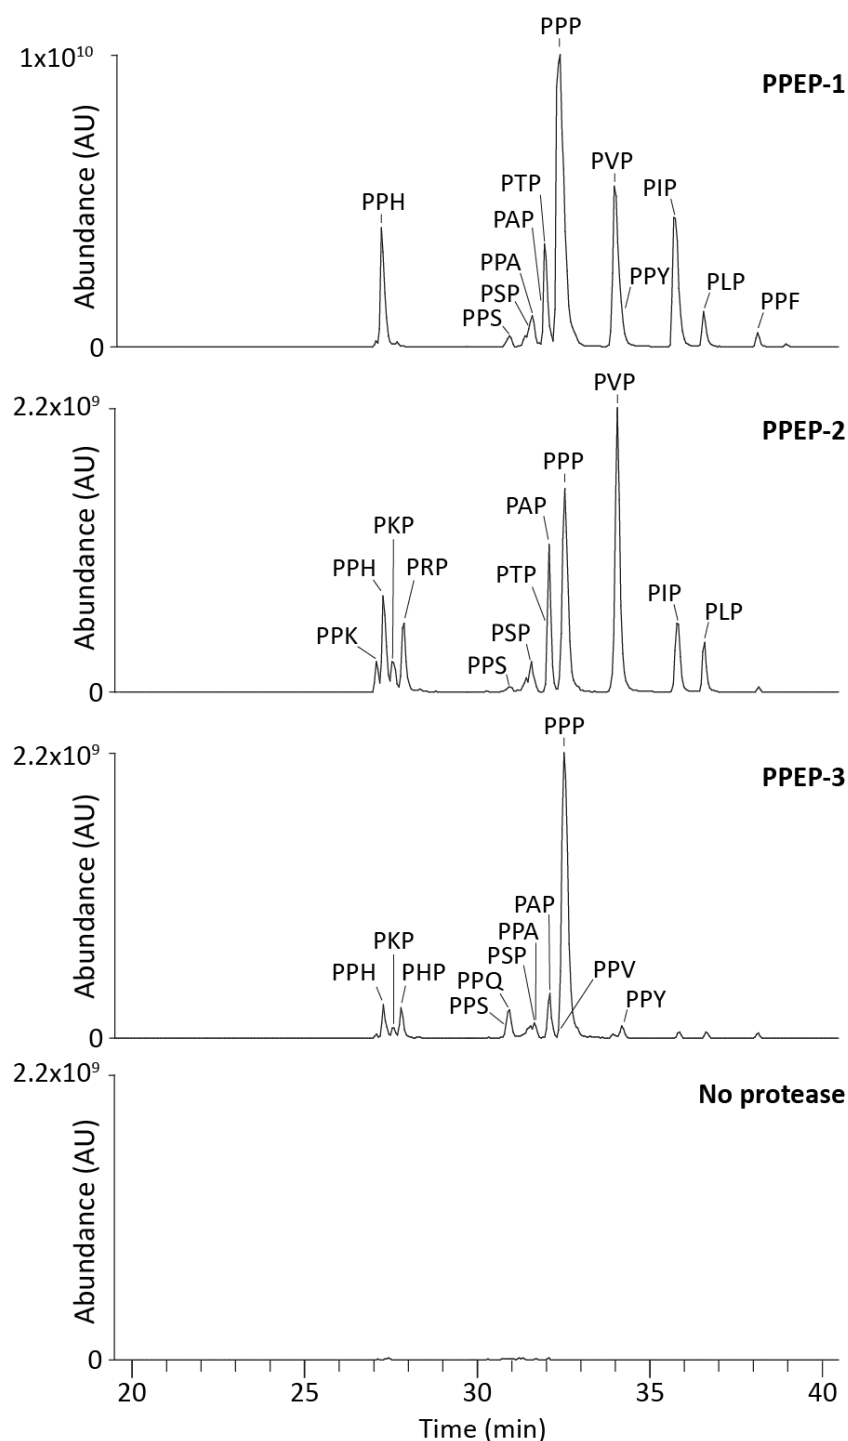 PPP
1x10¹⁰
PPEP-1
PVP
PTP
PIP
PPH
PAP
PPA
PPY
PLP
PSP
PPF
PPS
Abundance (AU)
0
PVP
2.2x10⁹
PPEP-2
PPP
PAP
PKP
PPH
PRP
PTP
PIP
PLP
PPK
PSP
PPS
Abundance (AU)
0
PPP
2.2x10⁹
PPEP-3
PAP
PPA
PKP
PSP
PPH
PHP
PPQ
PPV
PPS
PPY
Abundance (AU)
0
2.2x10⁹
No protease
Abundance (AU)
0
20 25 30 35 40
Time (min)